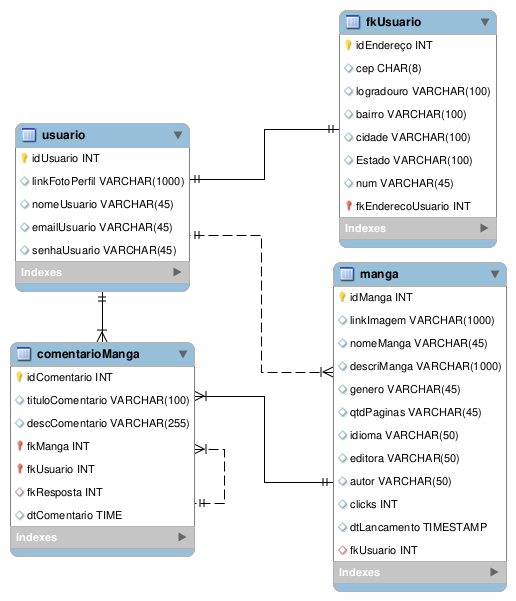 fkUsuario
idEndereço INT
cep CHAR(8)
logradouro VARCHAR(100)
bairro VARCHAR(100)
cidade VARCHAR(100)
Estado VARCHAR(100)
num VARCHAR(45)
fkEnderecoUsuario INT
Indexes
usuario
idUsuario INT
linkFotoPerfil VARCHAR(1000)
nomeUsuario VARCHAR(45)
emailUsuario VARCHAR(45)
senhaUsuario VARCHAR(45)
Indexes
manga
idManga INT
linkImagem VARCHAR(1000)
nomeManga VARCHAR(45)
descriManga VARCHAR(1000)
genero VARCHAR(45)
qtdPaginas VARCHAR(45)
idioma VARCHAR(50)
editora VARCHAR(50)
autor VARCHAR(50)
clicks INT
dtLancamento TIMESTAMP
fkUsuario INT
Indexes
comentarioManga
idComentario INT
tituloComentario VARCHAR(100)
descComentario VARCHAR(255)
fkManga INT
fkUsuario INT
fkResposta INT
dtComentario TIME
Indexes